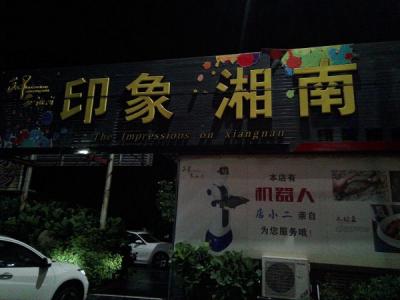 印象 湘南
The Impressions on Xiangnan
本店有
机器人
店小二 亲自
为您服务哦!